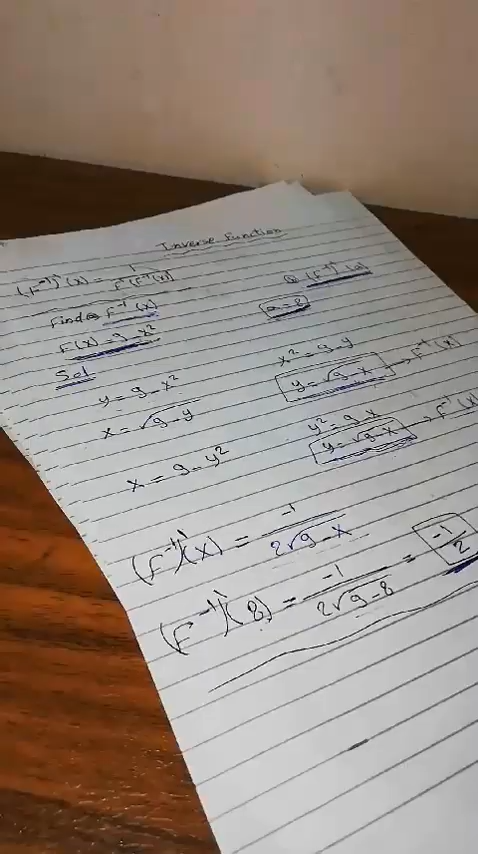 Inverse Function
(F⁻¹)'(x) = 1 / F'(F⁻¹(x))
Find F⁻¹(x)
F(x) = 9 - x²
Sol
y = 9 - x²
x = √9-y
x = 9 - y²
(F⁻¹)'(a)
a = 8
x² = 9 - y
y = √9-x → F⁻¹(x)
y² = 9-x
y = √9-x → F⁻¹(x)
(F⁻¹)'(x) = -1 / 2√9-x
(F⁻¹)'(8) = -1 / 2√9-8 = -1/2